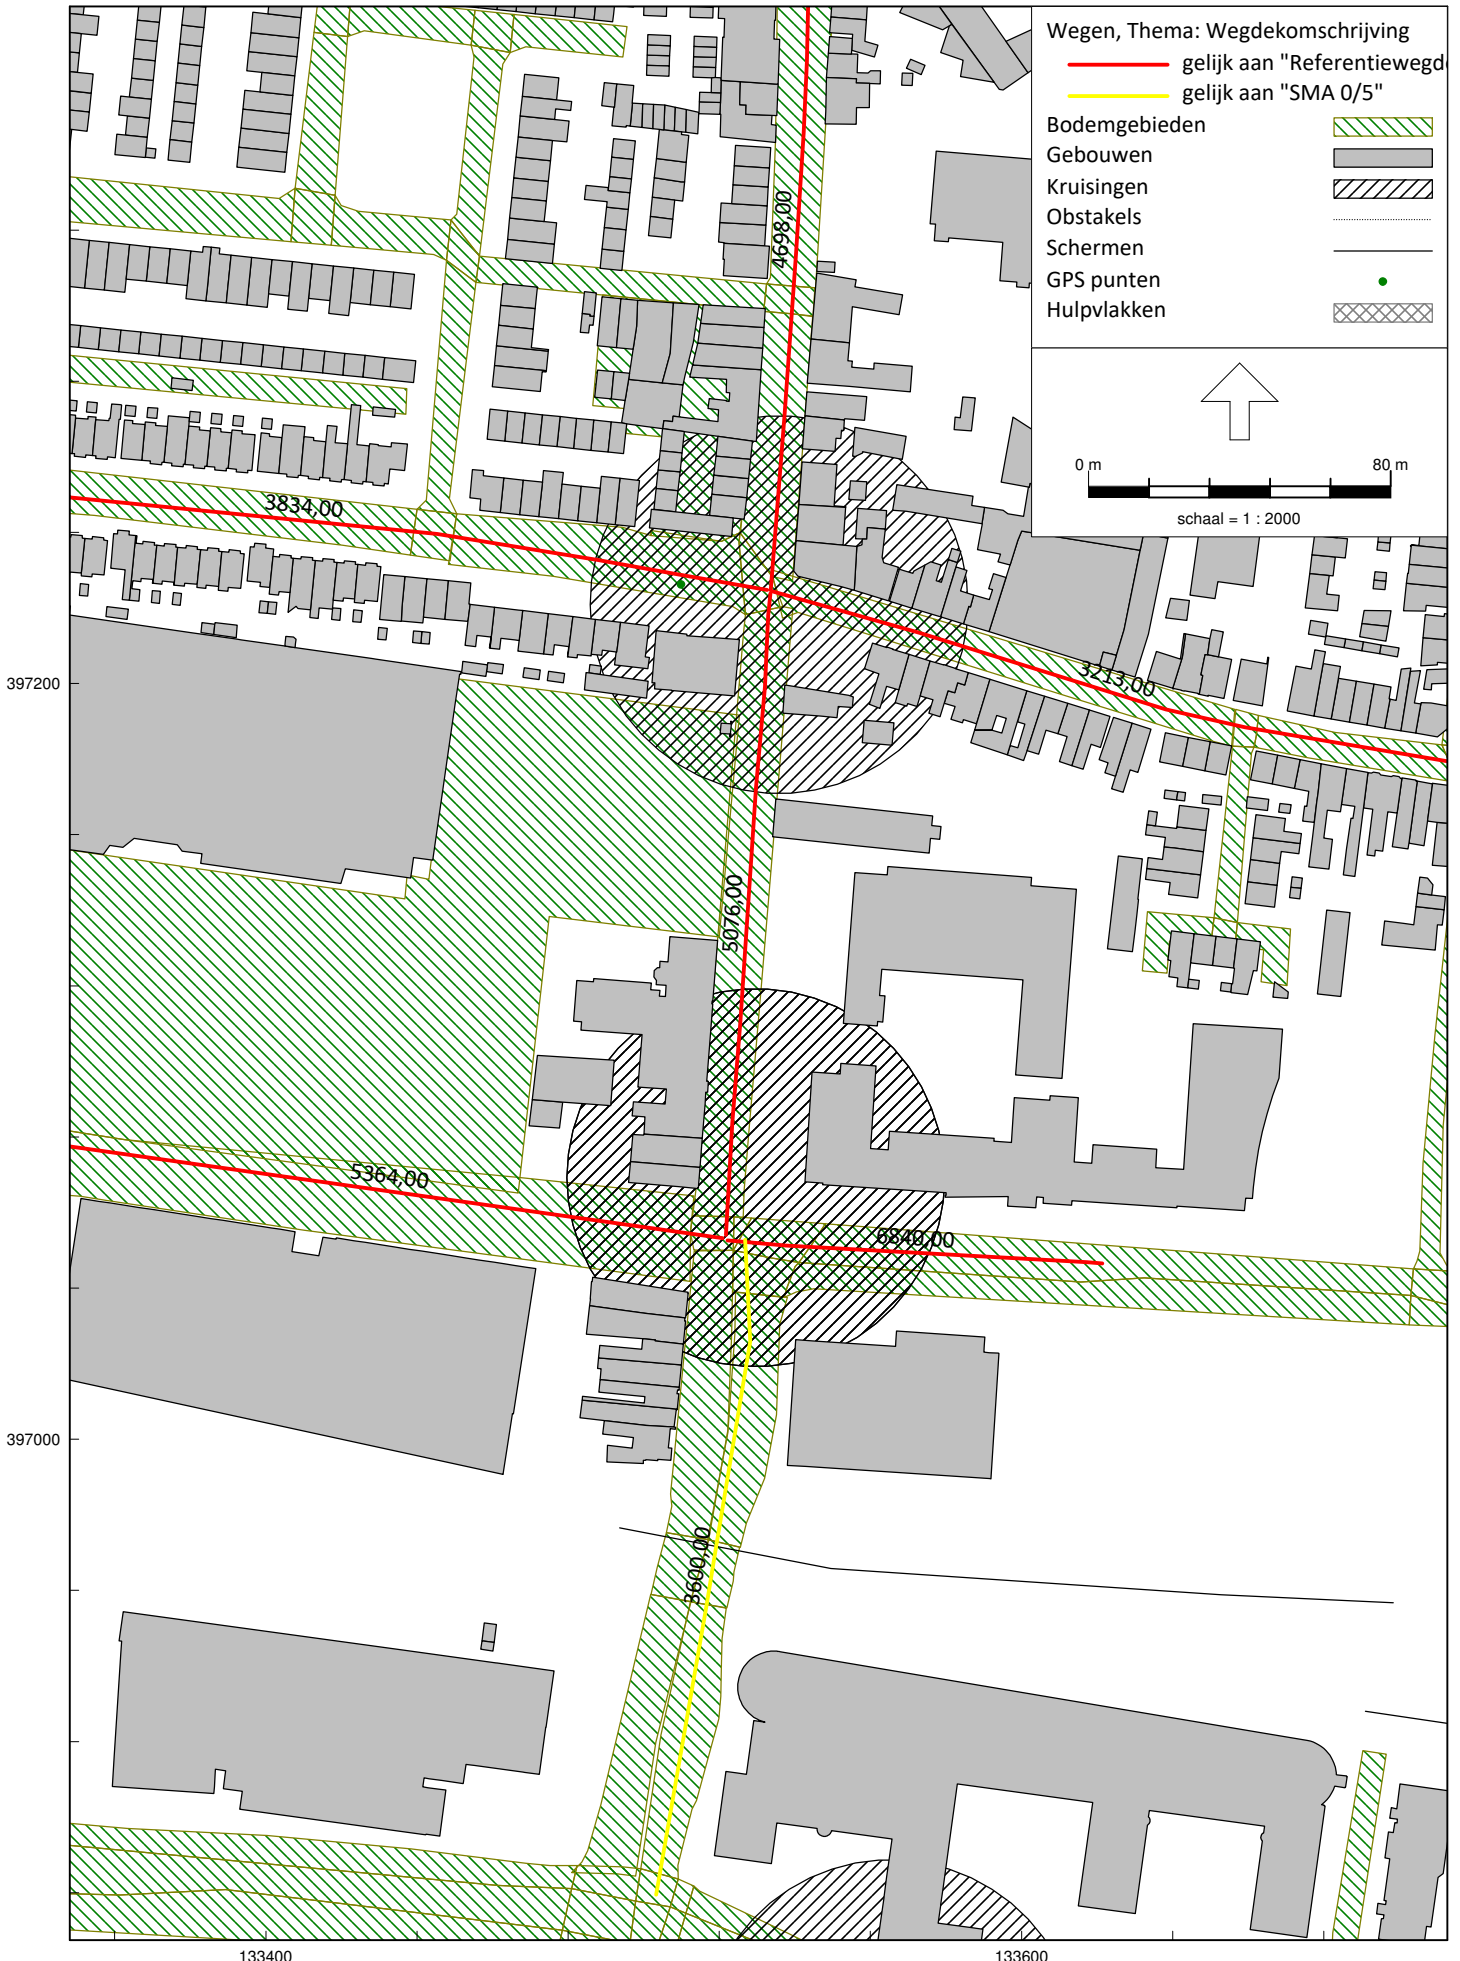 Wegen, Thema: Wegdekomschrijving
gelijk aan "Referentiewegd
gelijk aan "SMA 0/5"
Bodemgebieden
Gebouwen
Kruisingen
Obstakels
Schermen
GPS punten
Hulpvlakken
0 m 80 m
schaal = 1 : 2000
4698,00
3834,00
3213,00
397200
5076,00
5364,00
6840,00
397000
3600,00
133400 133600